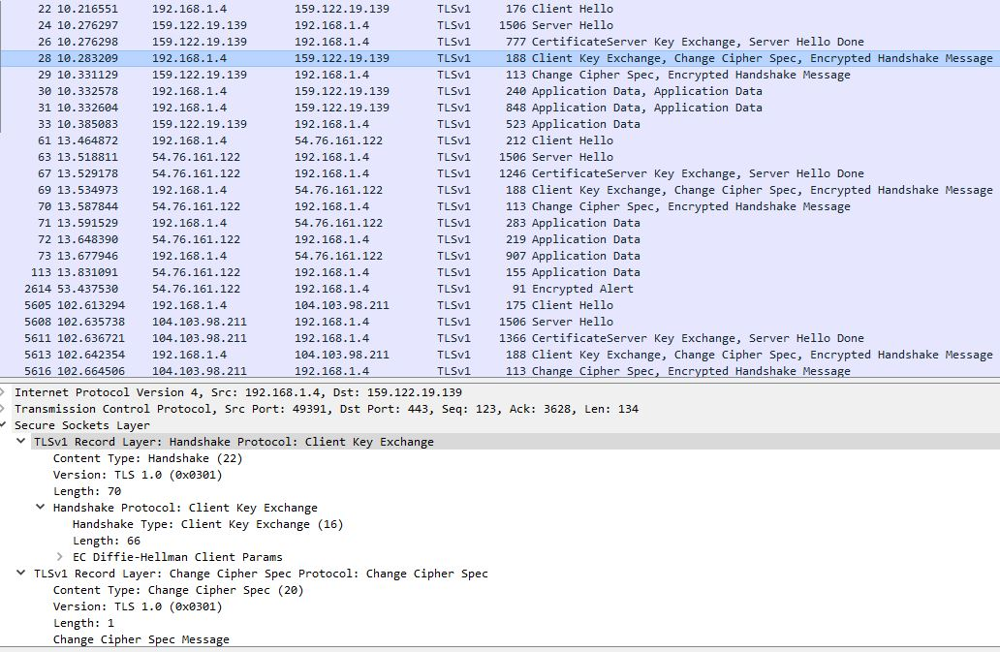 22 10.216551 192.168.1.4 159.122.19.139 TLSv1 176 Client Hello
24 10.276297 159.122.19.139 192.168.1.4 TLSv1 1506 Server Hello
26 10.276298 159.122.19.139 192.168.1.4 TLSv1 777 CertificateServer Key Exchange, Server Hello Done
28 10.283209 192.168.1.4 159.122.19.139 TLSv1 188 Client Key Exchange, Change Cipher Spec, Encrypted Handshake Message
29 10.331129 159.122.19.139 192.168.1.4 TLSv1 113 Change Cipher Spec, Encrypted Handshake Message
30 10.332578 192.168.1.4 159.122.19.139 TLSv1 240 Application Data, Application Data
31 10.332604 192.168.1.4 159.122.19.139 TLSv1 848 Application Data, Application Data
33 10.385083 159.122.19.139 192.168.1.4 TLSv1 523 Application Data
61 13.464872 192.168.1.4 54.76.161.122 TLSv1 212 Client Hello
63 13.518811 54.76.161.122 192.168.1.4 TLSv1 1506 Server Hello
67 13.529178 54.76.161.122 192.168.1.4 TLSv1 1246 CertificateServer Key Exchange, Server Hello Done
69 13.534973 192.168.1.4 54.76.161.122 TLSv1 188 Client Key Exchange, Change Cipher Spec, Encrypted Handshake Message
70 13.587844 54.76.161.122 192.168.1.4 TLSv1 113 Change Cipher Spec, Encrypted Handshake Message
71 13.591529 192.168.1.4 54.76.161.122 TLSv1 283 Application Data
72 13.648390 54.76.161.122 192.168.1.4 TLSv1 219 Application Data
73 13.677946 192.168.1.4 54.76.161.122 TLSv1 907 Application Data
113 13.831091 54.76.161.122 192.168.1.4 TLSv1 155 Application Data
2614 53.437530 54.76.161.122 192.168.1.4 TLSv1 91 Encrypted Alert
5605 102.613294 192.168.1.4 104.103.98.211 TLSv1 175 Client Hello
5608 102.635738 104.103.98.211 192.168.1.4 TLSv1 1506 Server Hello
5611 102.636721 104.103.98.211 192.168.1.4 TLSv1 1366 CertificateServer Key Exchange, Server Hello Done
5613 102.642354 192.168.1.4 104.103.98.211 TLSv1 188 Client Key Exchange, Change Cipher Spec, Encrypted Handshake Message
5616 102.664506 104.103.98.211 192.168.1.4 TLSv1 113 Change Cipher Spec, Encrypted Handshake Message
Internet Protocol Version 4, Src: 192.168.1.4, Dst: 159.122.19.139
Transmission Control Protocol, Src Port: 49391, Dst Port: 443, Seq: 123, Ack: 3628, Len: 134
Secure Sockets Layer
TLSv1 Record Layer: Handshake Protocol: Client Key Exchange
Content Type: Handshake (22)
Version: TLS 1.0 (0x0301)
Length: 70
Handshake Protocol: Client Key Exchange
Handshake Type: Client Key Exchange (16)
Length: 66
EC Diffie-Hellman Client Params
TLSv1 Record Layer: Change Cipher Spec Protocol: Change Cipher Spec
Content Type: Change Cipher Spec (20)
Version: TLS 1.0 (0x0301)
Length: 1
Change Cipher Spec Message